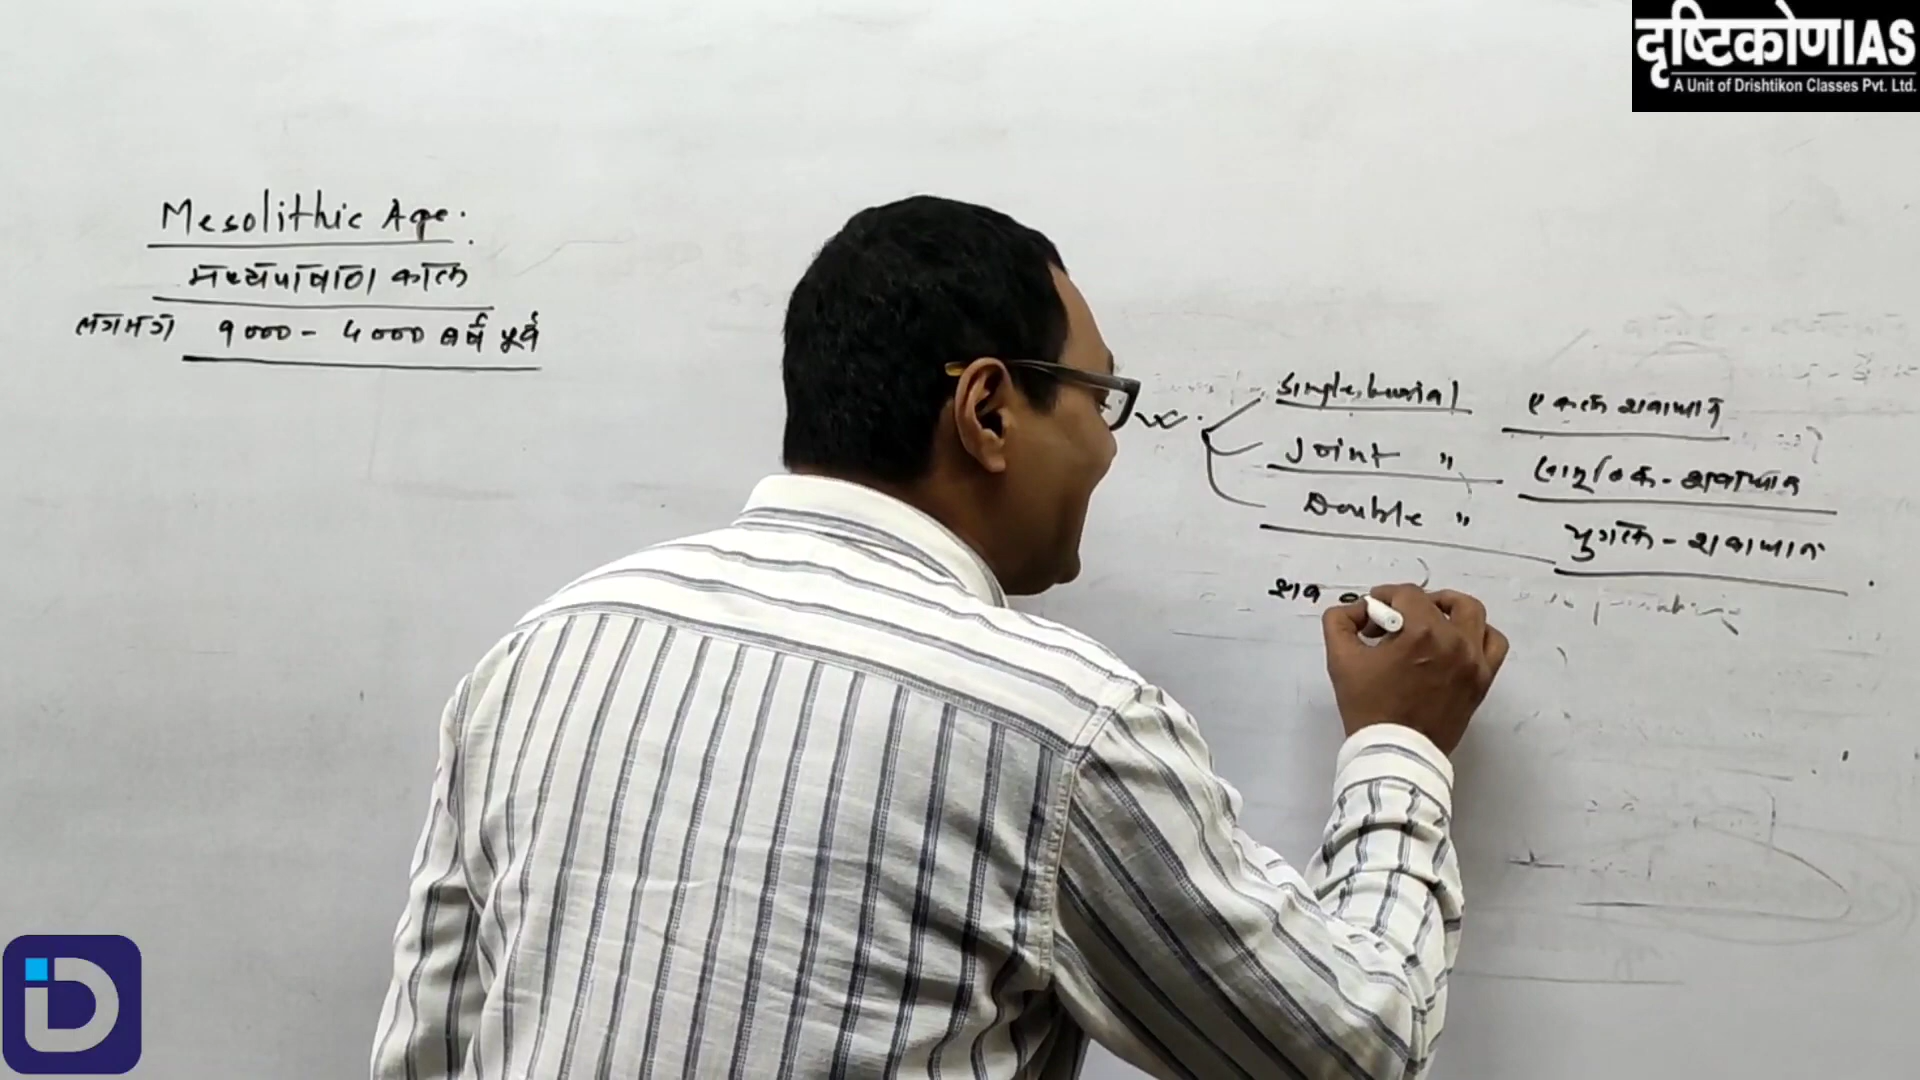 दृष्टिकोणIAS
A Unit of Drishtikon Classes Pvt. Ltd.
Mesolithic Age.
मध्यपाषाण काल
लगभग 9000 - 4000 वर्ष पूर्व
Single burial एकल शवाधान
Joint " सामूहिक - शवाधान
Double " युगल - शवाधान
शव